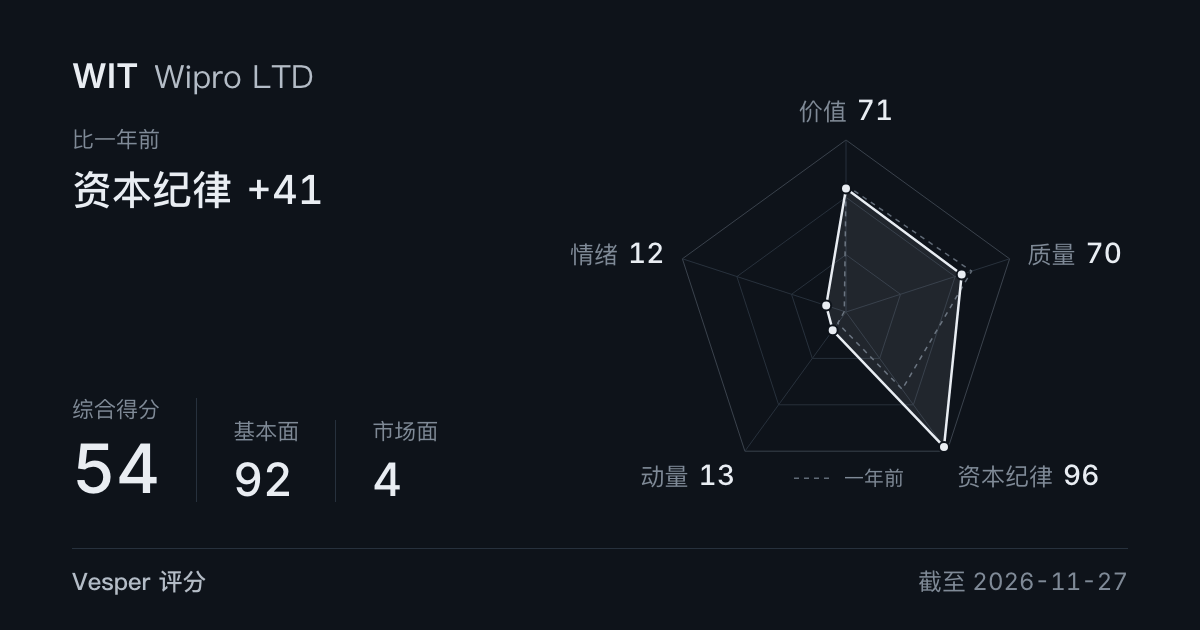 WIT Wipro LTD
比一年前
资本纪律 +41
价值 71
情绪 12
质量 70
综合得分
54
基本面
92
市场面
4
动量 13
一年前
资本纪律 96
Vesper 评分
截至 2026-11-27